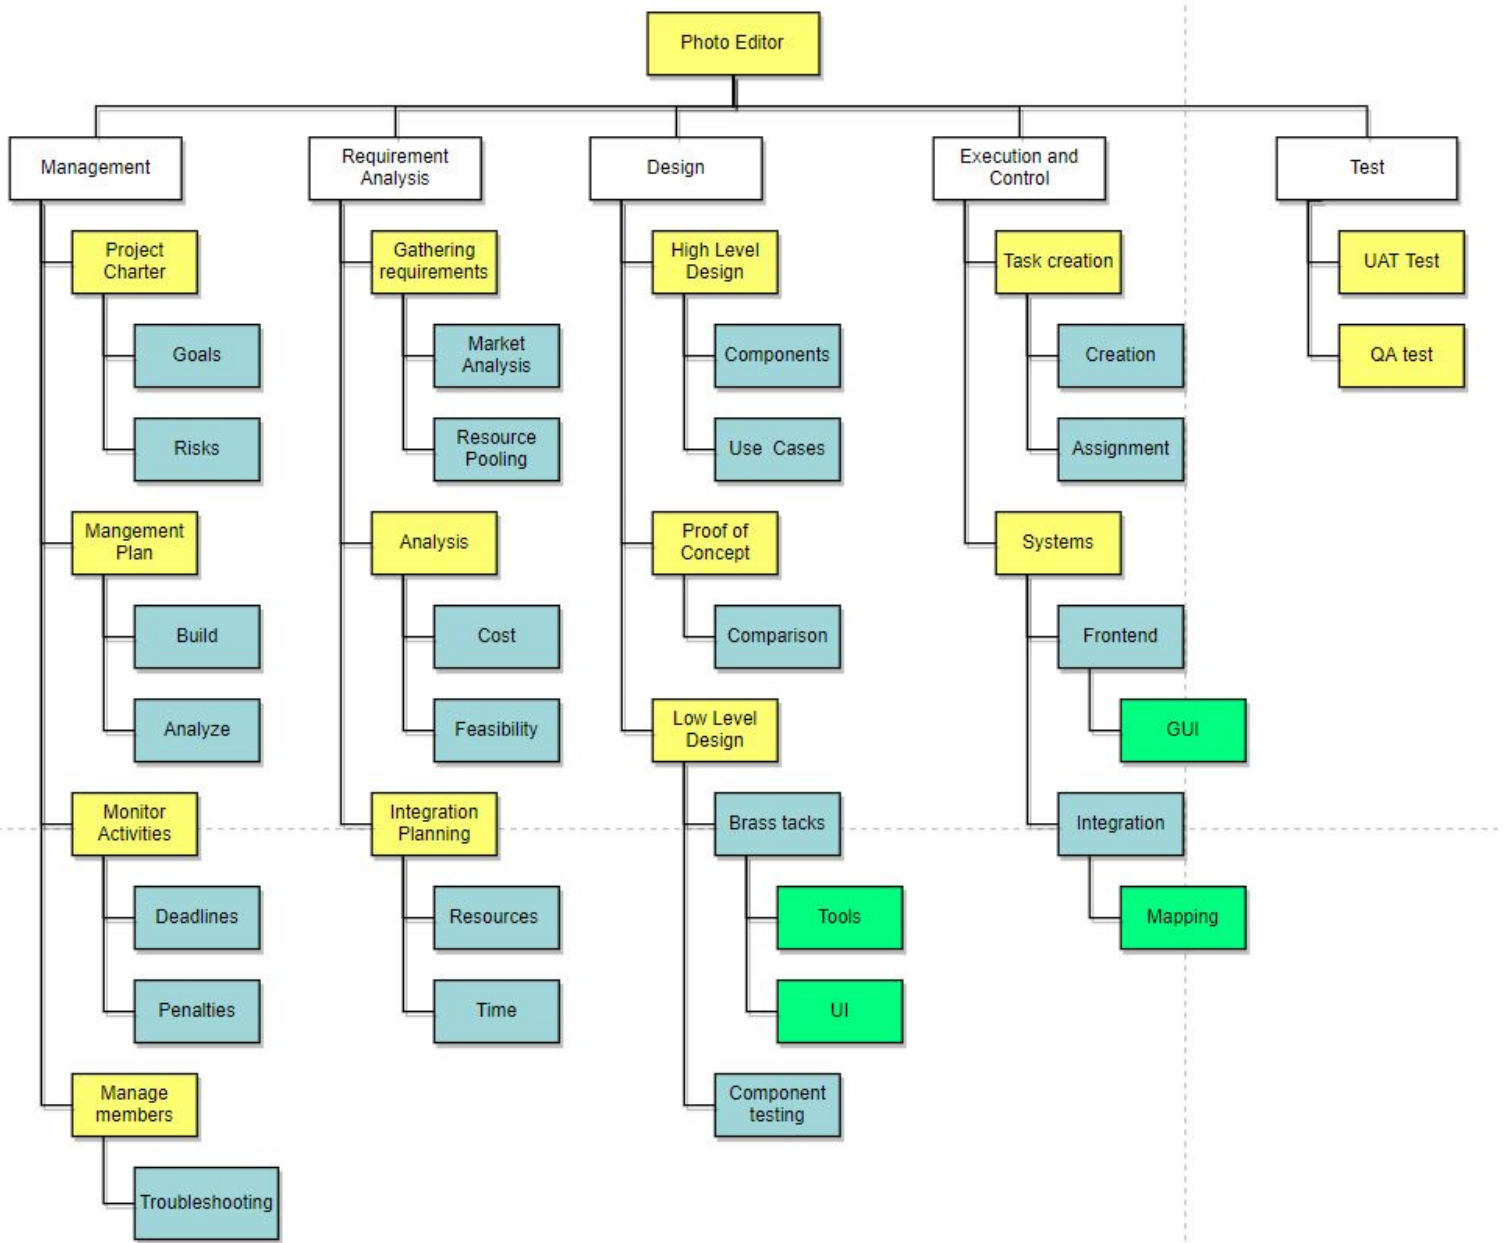 Photo Editor
Management
Requirement
Analysis
Design
Execution and
Control
Test
Project
Charter
Goals
Risks
Mangement
Plan
Build
Analyze
Monitor
Activities
Deadlines
Penalties
Manage
members
Troubleshooting
Gathering
requirements
Market
Analysis
Resource
Pooling
Analysis
Cost
Feasibility
Integration
Planning
Resources
Time
High Level
Design
Components
Use  Cases
Proof of
Concept
Comparison
Low Level
Design
Brass tacks
Tools
UI
Component
testing
Task creation
Creation
Assignment
Systems
Frontend
GUI
Integration
Mapping
UAT Test
QA test